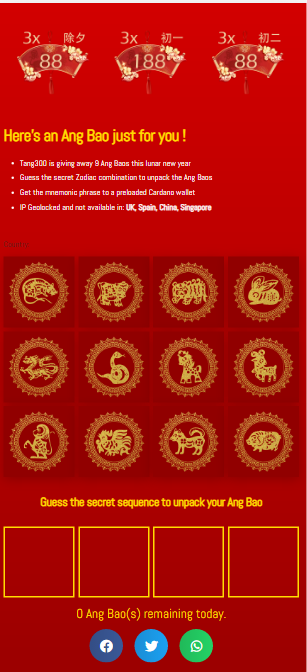 3x 除夕 3x 初一 3x 初二
88 188 88
Here's an Ang Bao just for you !
Tang300 is giving away 9 Ang Baos this lunar new year
Guess the secret Zodiac combination to unpack the Ang Baos
Get the mnemonic phrase to a preloaded Cardano wallet
IP Geolocked and not available in: UK, Spain, China, Singapore
Guess the secret sequence to unpack your Ang Bao
0 Ang Bao(s) remaining today.